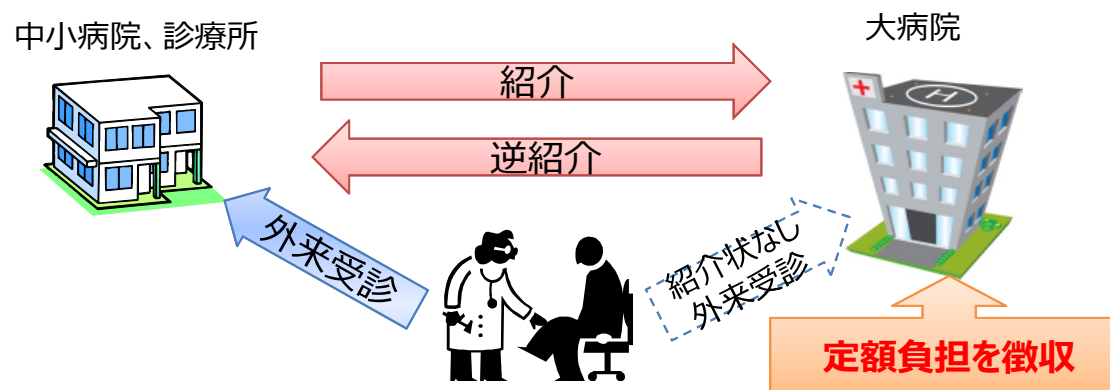 中小病院、診療所
大病院
紹介
逆紹介
外来受診
紹介状なし
外来受診
定額負担を徴収
H